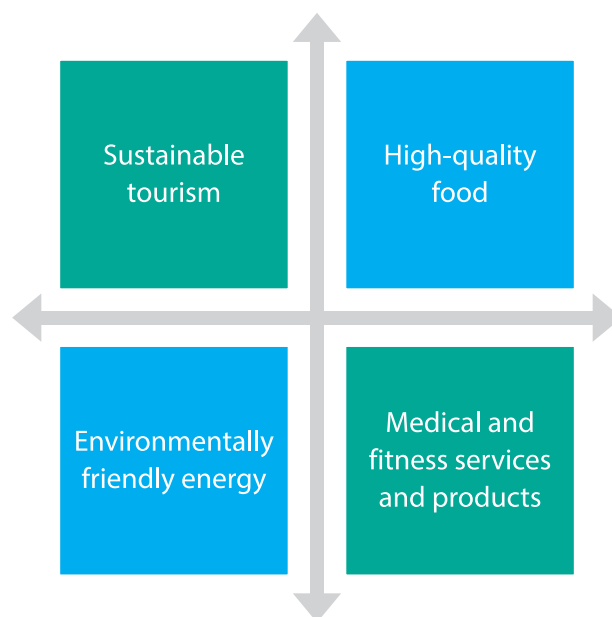 Sustainable
tourism
High-quality
food
Environmentally
friendly energy
Medical and
fitness services
and products